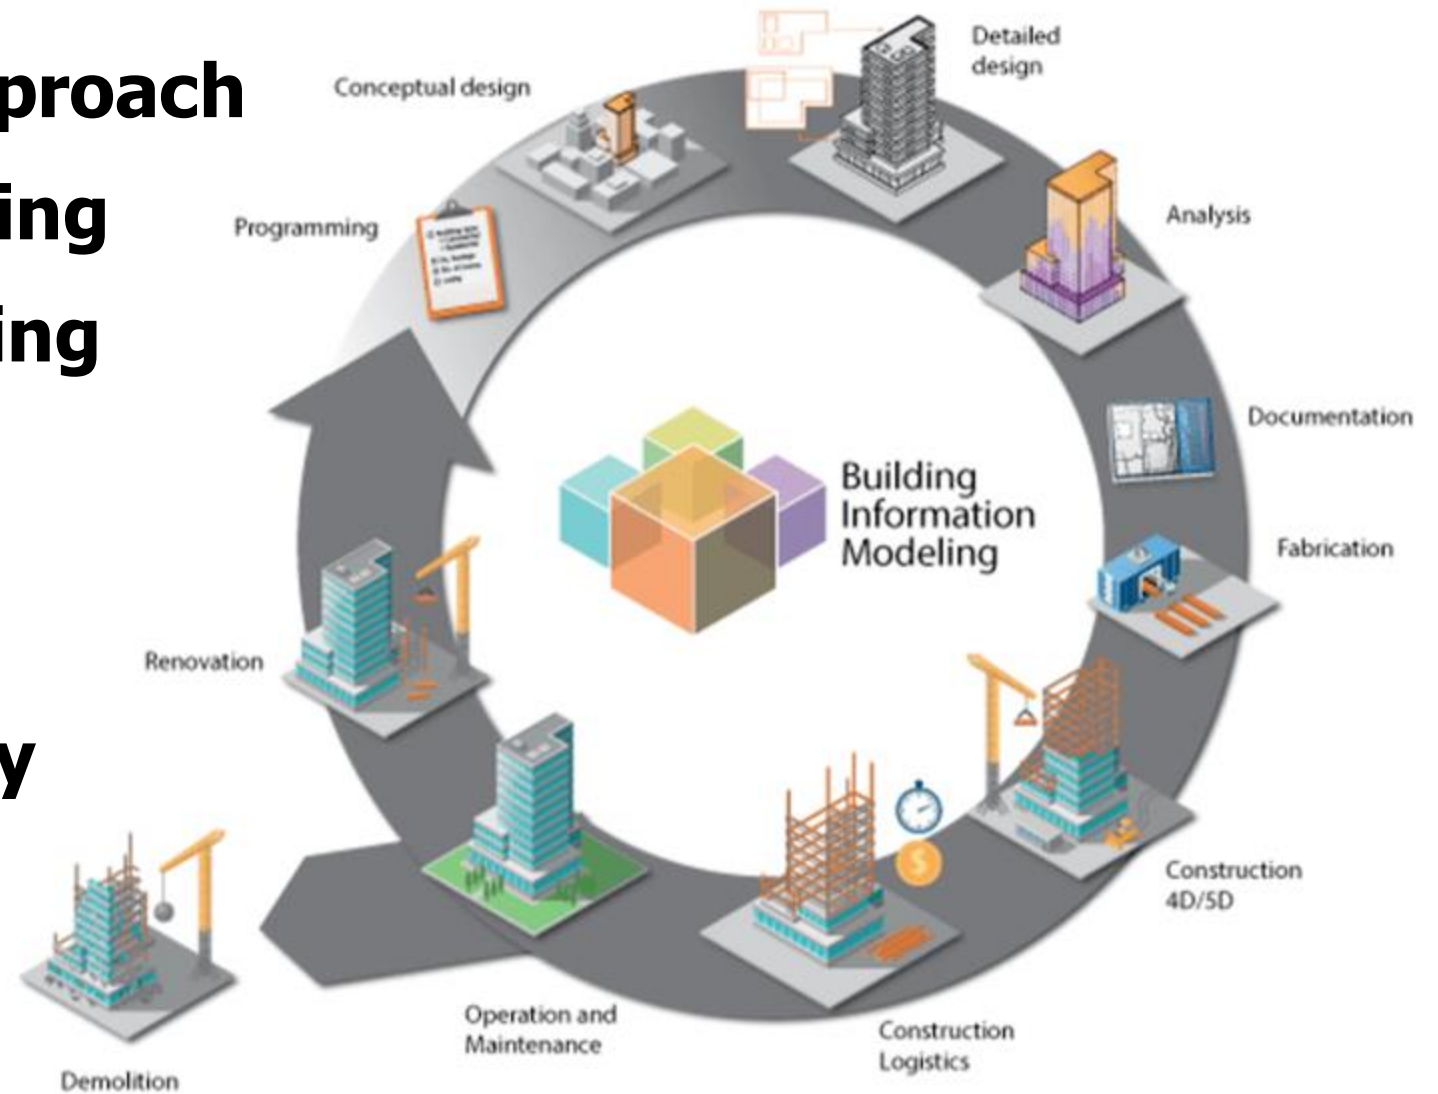 proach
ing
ing
y
Conceptual design
Detailed
design
Programming
Analysis
Documentation
Building
Information
Modeling
Fabrication
Renovation
Construction
4D/5D
Operation and
Maintenance
Construction
Logistics
Demolition
$